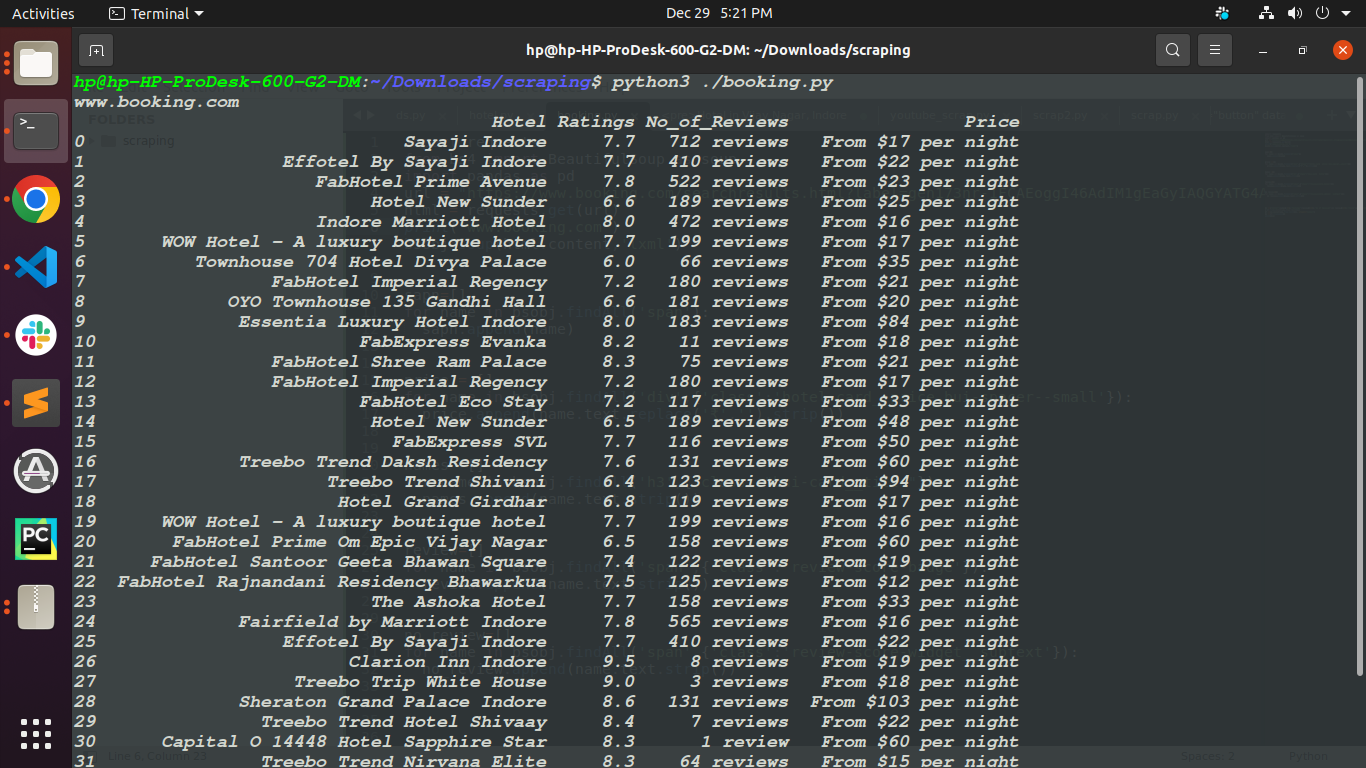 Activities Terminal Dec 29 5:21 PM
hp@hp-HP-ProDesk-600-G2-DM: ~/Downloads/scraping
hp@hp-HP-ProDesk-600-G2-DM:~/Downloads/scraping$ python3 ./booking.py
www.booking.com
Hotel Ratings No_of_Reviews Price
0 Sayaji Indore 7.7 712 reviews From $17 per night
1 Effotel By Sayaji Indore 7.7 410 reviews From $22 per night
2 FabHotel Prime Avenue 7.8 522 reviews From $23 per night
3 Hotel New Sunder 6.6 189 reviews From $25 per night
4 Indore Marriott Hotel 8.0 472 reviews From $16 per night
5 WOW Hotel - A luxury boutique hotel 7.7 199 reviews From $17 per night
6 Townhouse 704 Hotel Divya Palace 6.0 66 reviews From $35 per night
7 FabHotel Imperial Regency 7.2 180 reviews From $21 per night
8 OYO Townhouse 135 Gandhi Hall 6.6 181 reviews From $20 per night
9 Essentia Luxury Hotel Indore 8.0 183 reviews From $84 per night
10 FabExpress Evanka 8.2 11 reviews From $18 per night
11 FabHotel Shree Ram Palace 8.3 75 reviews From $21 per night
12 FabHotel Imperial Regency 7.2 180 reviews From $17 per night
13 FabHotel Eco Stay 7.2 117 reviews From $33 per night
14 Hotel New Sunder 6.5 189 reviews From $48 per night
15 FabExpress SVL 7.7 116 reviews From $50 per night
16 Treebo Trend Daksh Residency 7.6 131 reviews From $60 per night
17 Treebo Trend Shivani 6.4 123 reviews From $94 per night
18 Hotel Grand Girdhar 6.8 119 reviews From $17 per night
19 WOW Hotel - A luxury boutique hotel 7.7 199 reviews From $16 per night
20 FabHotel Prime Om Epic Vijay Nagar 6.5 158 reviews From $60 per night
21 FabHotel Santoor Geeta Bhawan Square 7.4 122 reviews From $19 per night
22 FabHotel Rajnandani Residency Bhawarkua 7.5 125 reviews From $12 per night
23 The Ashoka Hotel 7.7 158 reviews From $33 per night
24 Fairfield by Marriott Indore 7.8 565 reviews From $16 per night
25 Effotel By Sayaji Indore 7.7 410 reviews From $22 per night
26 Clarion Inn Indore 9.5 8 reviews From $19 per night
27 Treebo Trip White House 9.0 3 reviews From $18 per night
28 Sheraton Grand Palace Indore 8.6 131 reviews From $103 per night
29 Treebo Trend Hotel Shivaay 8.4 7 reviews From $22 per night
30 Capital O 14448 Hotel Sapphire Star 8.3 1 review From $60 per night
31 Treebo Trend Nirvana Elite 8.3 64 reviews From $15 per night
FOLDERS
scraping
PC
Line 6, Column 23
Spaces: 2
Python